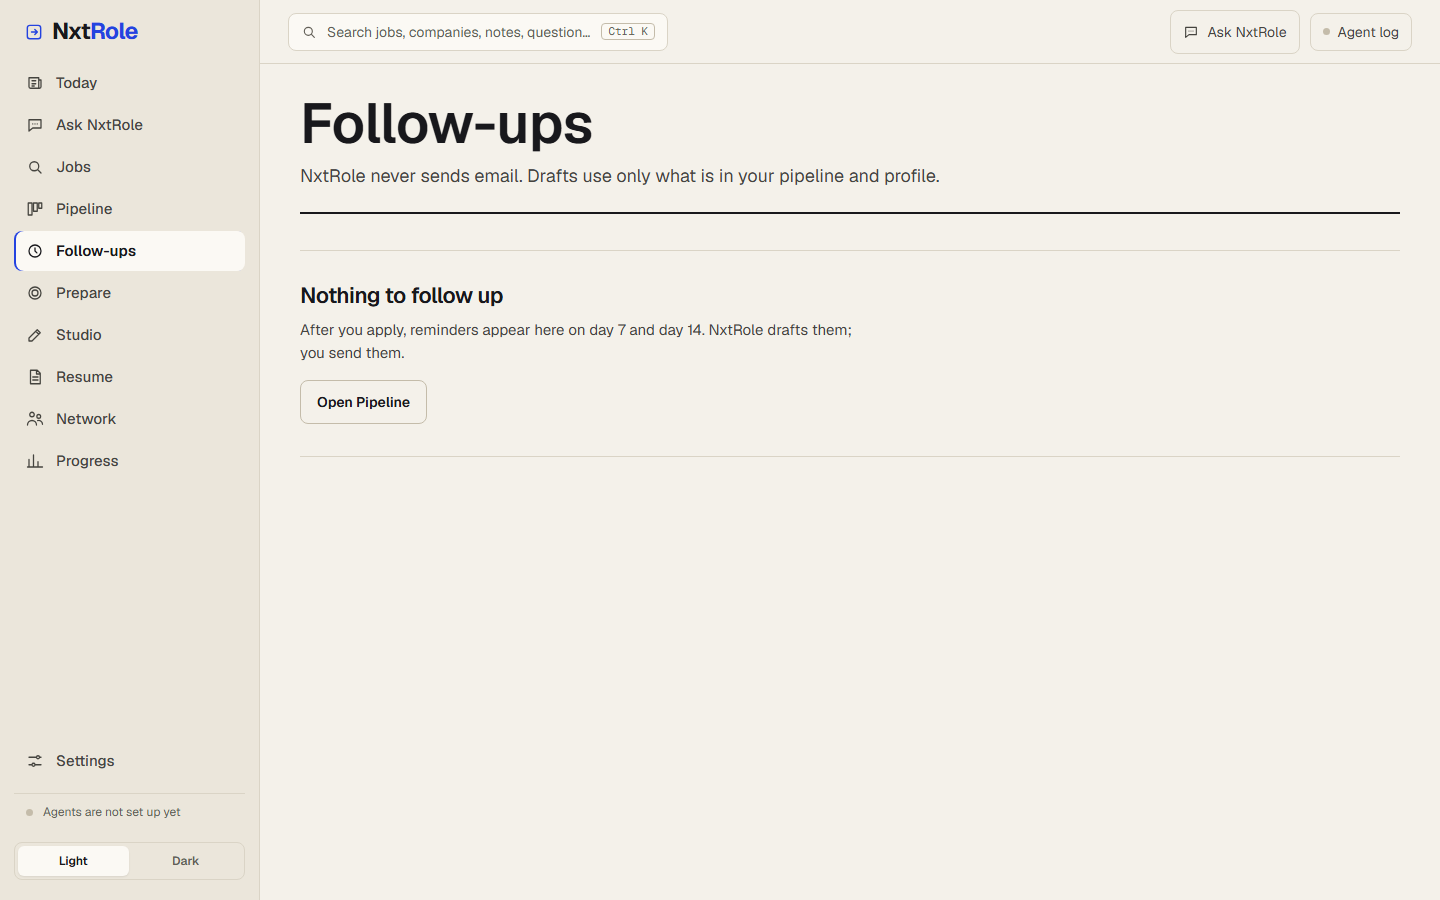 NxtRole
Search jobs, companies, notes, question...
Ctrl K
Ask NxtRole
Agent log
Today
Ask NxtRole
Jobs
Pipeline
Follow-ups
Prepare
Studio
Resume
Network
Progress
Settings
Agents are not set up yet
Light
Dark
Follow-ups
NxtRole never sends email. Drafts use only what is in your pipeline and profile.
Nothing to follow up
After you apply, reminders appear here on day 7 and day 14. NxtRole drafts them;
you send them.
Open Pipeline